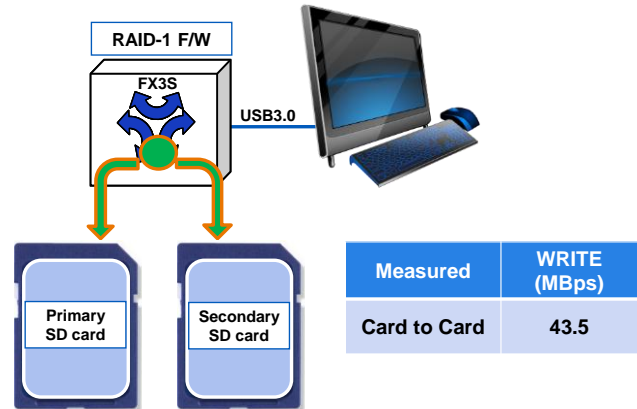 RAID-1 F/W
FX3S
USB3.0
Primary
SD card
Secondary
SD card
Measured WRITE
(MBps)
Card to Card 43.5